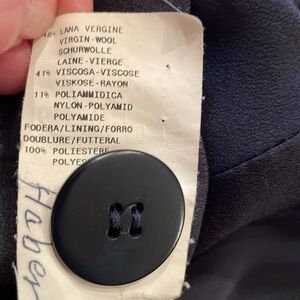 48% LANA VERGINE
VIRGIN-WOOL
SCHURWOLLE
LAINE-VIERGE
41% VISCOSA-VISCOSE
VISKOSE-RAYON
11% POLIAMMIDICA
NYLON-POLYAMID
POLYAMIDE
FODERA/LINING/FORRO
DOUBLURE/FUTTERAL
100% POLIESTERE
POLYES
Haber